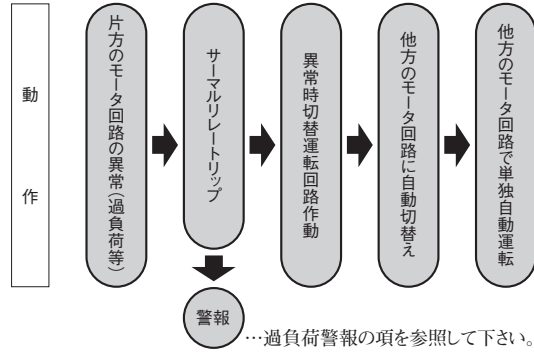 動作
片方のモータ回路の異常(過負荷等)
サーマルリレートリップ
異常時切替運転回路作動
他方のモータ回路に自動切替え
他方のモータ回路で単独自動運転
警報
…過負荷警報の項を参照して下さい。